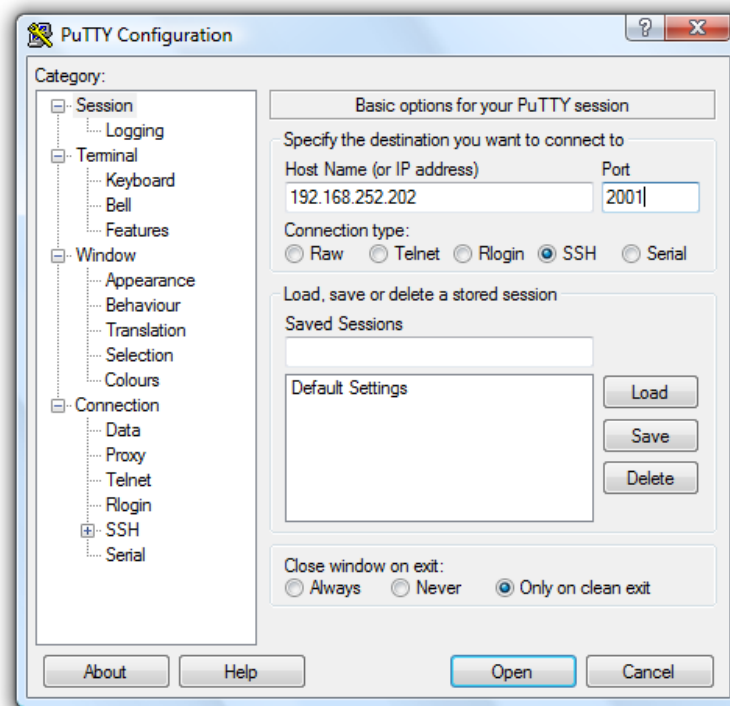 PuTTY Configuration
?
X
Category:
Session
Logging
Terminal
Keyboard
Bell
Features
Window
Appearance
Behaviour
Translation
Selection
Colours
Connection
Data
Proxy
Telnet
Rlogin
SSH
Serial
Basic options for your PuTTY session
Specify the destination you want to connect to
Host Name (or IP address) Port
192.168.252.202 2001
Connection type:
Raw Telnet Rlogin SSH Serial
Load, save or delete a stored session
Saved Sessions
Default Settings
Load
Save
Delete
Close window on exit:
Always Never Only on clean exit
About Help Open Cancel